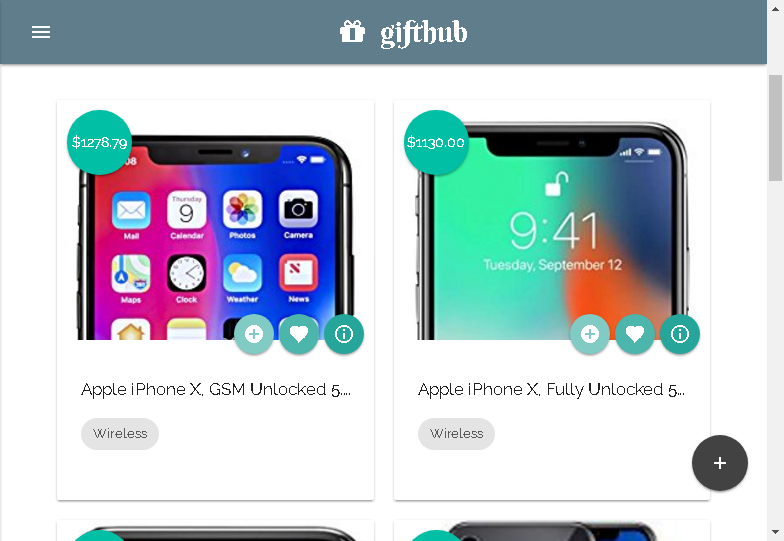 gifthub
$1278.79
$1130.00
08
Thursday
9
Mail
Calendar
Photos
Camera
Maps
Clock
Weather
News
9:41
Tuesday, September 12
Apple iPhone X, GSM Unlocked 5....
Apple iPhone X, Fully Unlocked 5...
Wireless
Wireless